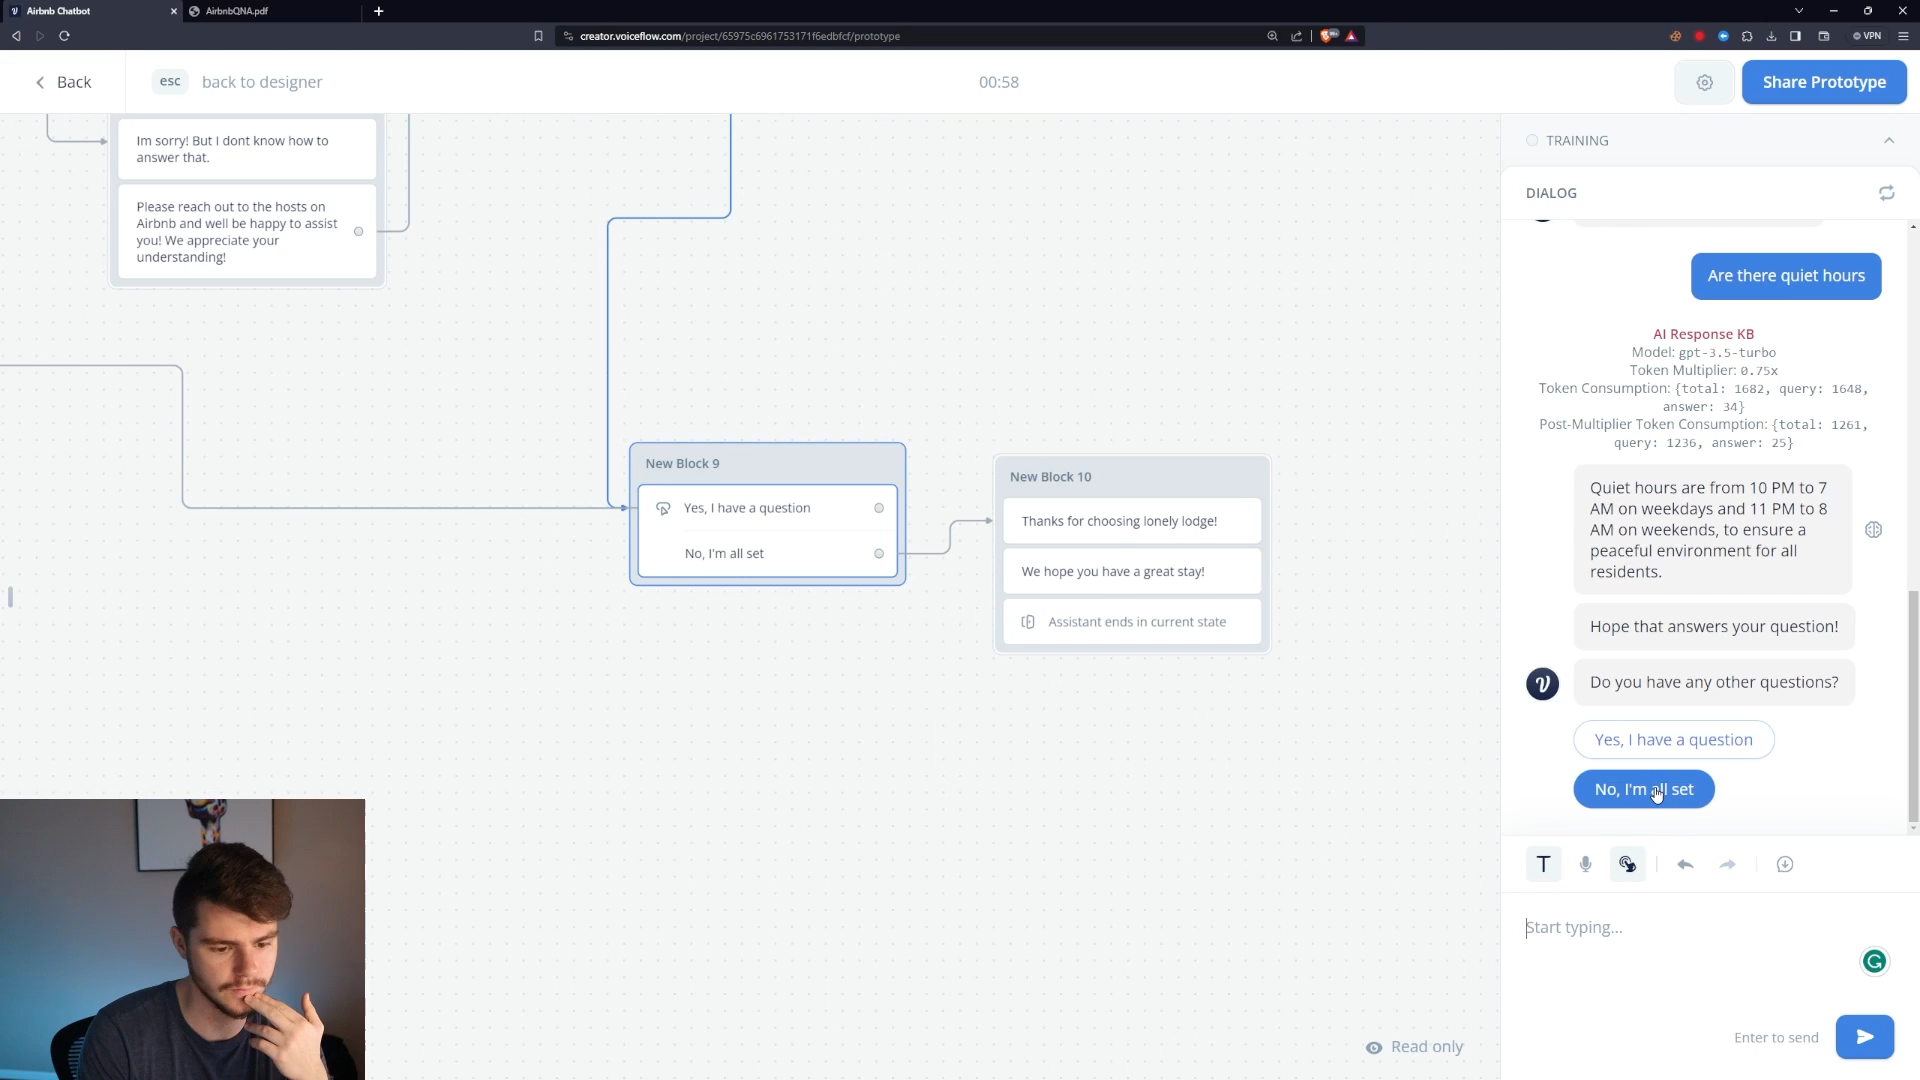 Airbnb Chatbot
AirbnbQNA.pdf
creator.voiceflow.com/project/65975c6961753171f6edbfcf/prototype
VPN
Back
esc
back to designer
00:58
Share Prototype
Im sorry! But I dont know how to
answer that.
Please reach out to the hosts on
Airbnb and well be happy to assist
you! We appreciate your
understanding!
New Block 9
Yes, I have a question
No, I'm all set
New Block 10
Thanks for choosing lonely lodge!
We hope you have a great stay!
Assistant ends in current state
Read only
TRAINING
DIALOG
Are there quiet hours
AI Response KB
Model: gpt-3.5-turbo
Token Multiplier: 0.75x
Token Consumption: {total: 1682, query: 1648,
answer: 34}
Post-Multiplier Token Consumption: {total: 1261,
query: 1236, answer: 25}
Quiet hours are from 10 PM to 7
AM on weekdays and 11 PM to 8
AM on weekends, to ensure a
peaceful environment for all
residents.
Hope that answers your question!
Do you have any other questions?
Yes, I have a question
No, I'm all set
Start typing...
Enter to send